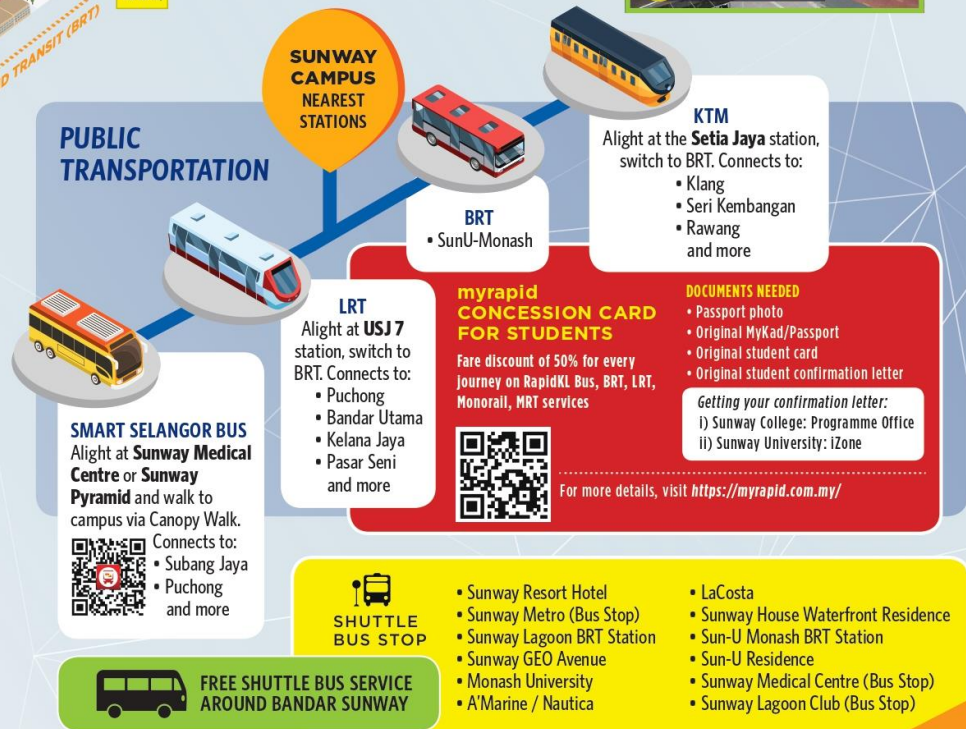 D TRANSIT (BRT)
SUNWAY
CAMPUS
NEAREST
STATIONS
PUBLIC
TRANSPORTATION
KTM
Alight at the Setia Jaya station,
switch to BRT. Connects to:
• Klang
• Seri Kembangan
• Rawang
and more
BRT
• SunU-Monash
LRT
Alight at USJ 7
station, switch to
BRT. Connects to:
• Puchong
• Bandar Utama
• Kelana Jaya
• Pasar Seni
and more
SMART SELANGOR BUS
Alight at Sunway Medical
Centre or Sunway
Pyramid and walk to
campus via Canopy Walk.
Connects to:
• Subang Jaya
• Puchong
and more
myrapid
CONCESSION CARD
FOR STUDENTS
Fare discount of 50% for every
journey on RapidKL Bus, BRT, LRT,
Monorail, MRT services
DOCUMENTS NEEDED
• Passport photo
• Original MyKad/Passport
• Original student card
• Original student confirmation letter
Getting your confirmation letter:
i) Sunway College: Programme Office
ii) Sunway University: iZone
For more details, visit https://myrapid.com.my/
SHUTTLE
BUS STOP
• Sunway Resort Hotel
• Sunway Metro (Bus Stop)
• Sunway Lagoon BRT Station
• Sunway GEO Avenue
• Monash University
• A'Marine / Nautica
• LaCosta
• Sunway House Waterfront Residence
• Sun-U Monash BRT Station
• Sun-U Residence
• Sunway Medical Centre (Bus Stop)
• Sunway Lagoon Club (Bus Stop)
FREE SHUTTLE BUS SERVICE
AROUND BANDAR SUNWAY